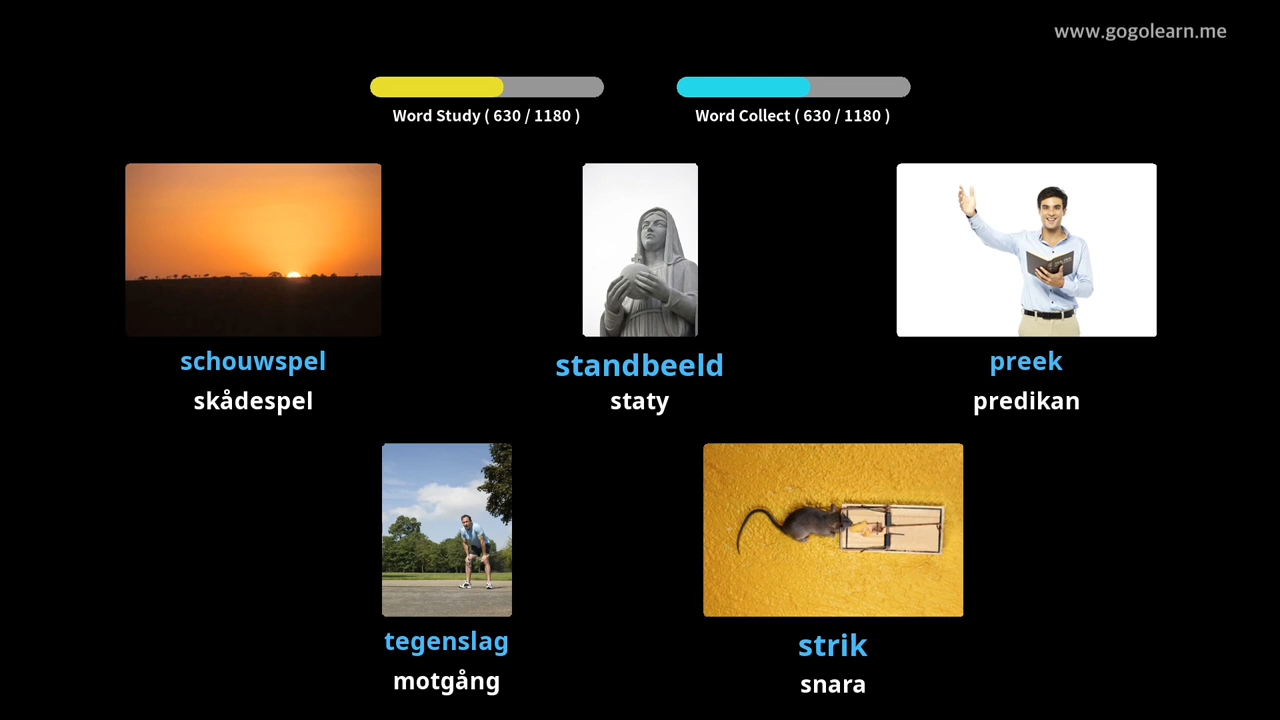 www.gogolearn.me
Word Study ( 630 / 1180 )
Word Collect ( 630 / 1180 )
schouwspel
skådespel
standbeeld
staty
preek
predikan
tegenslag
motgång
strik
snara